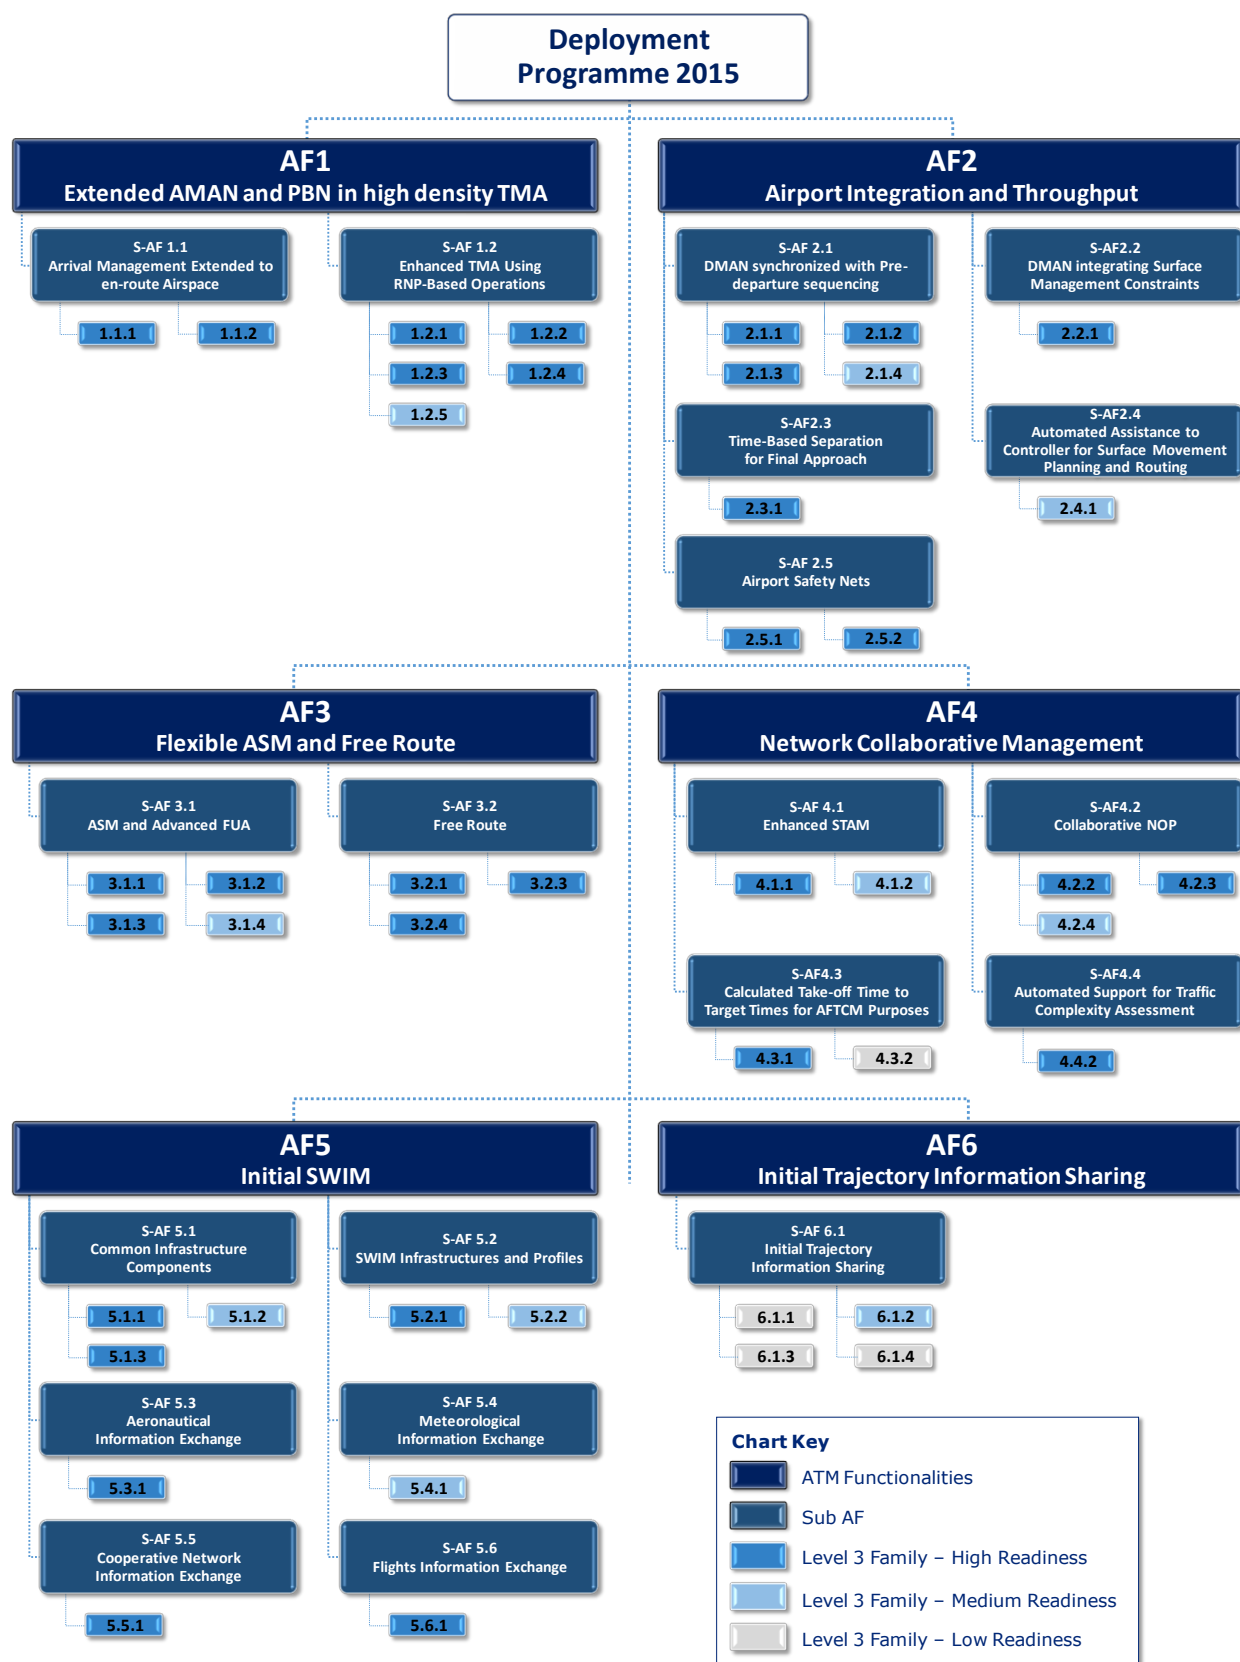 Deployment
Programme 2015
AF1
Extended AMAN and PBN in high density TMA
S-AF 1.1
Arrival Management Extended to
en-route Airspace
1.1.1
1.1.2
S-AF 1.2
Enhanced TMA Using
RNP-Based Operations
1.2.1
1.2.2
1.2.3
1.2.4
1.2.5
AF2
Airport Integration and Throughput
S-AF 2.1
DMAN synchronized with Pre-
departure sequencing
2.1.1
2.1.2
2.1.3
2.1.4
S-AF2.2
DMAN integrating Surface
Management Constraints
2.2.1
S-AF2.3
Time-Based Separation
for Final Approach
2.3.1
S-AF2.4
Automated Assistance to
Controller for Surface Movement
Planning and Routing
2.4.1
S-AF 2.5
Airport Safety Nets
2.5.1
2.5.2
AF3
Flexible ASM and Free Route
S-AF 3.1
ASM and Advanced FUA
3.1.1
3.1.2
3.1.3
3.1.4
S-AF 3.2
Free Route
3.2.1
3.2.3
3.2.4
AF4
Network Collaborative Management
S-AF 4.1
Enhanced STAM
4.1.1
4.1.2
S-AF4.2
Collaborative NOP
4.2.2
4.2.3
4.2.4
S-AF4.3
Calculated Take-off Time to
Target Times for AFTCM Purposes
4.3.1
4.3.2
S-AF4.4
Automated Support for Traffic
Complexity Assessment
4.4.2
AF5
Initial SWIM
S-AF 5.1
Common Infrastructure
Components
5.1.1
5.1.2
5.1.3
S-AF 5.2
SWIM Infrastructures and Profiles
5.2.1
5.2.2
S-AF 5.3
Aeronautical
Information Exchange
5.3.1
S-AF 5.4
Meteorological
Information Exchange
5.4.1
S-AF 5.5
Cooperative Network
Information Exchange
5.5.1
S-AF 5.6
Flights Information Exchange
5.6.1
AF6
Initial Trajectory Information Sharing
S-AF 6.1
Initial Trajectory
Information Sharing
6.1.1
6.1.2
6.1.3
6.1.4
Chart Key
ATM Functionalities
Sub AF
Level 3 Family – High Readiness
Level 3 Family – Medium Readiness
Level 3 Family – Low Readiness